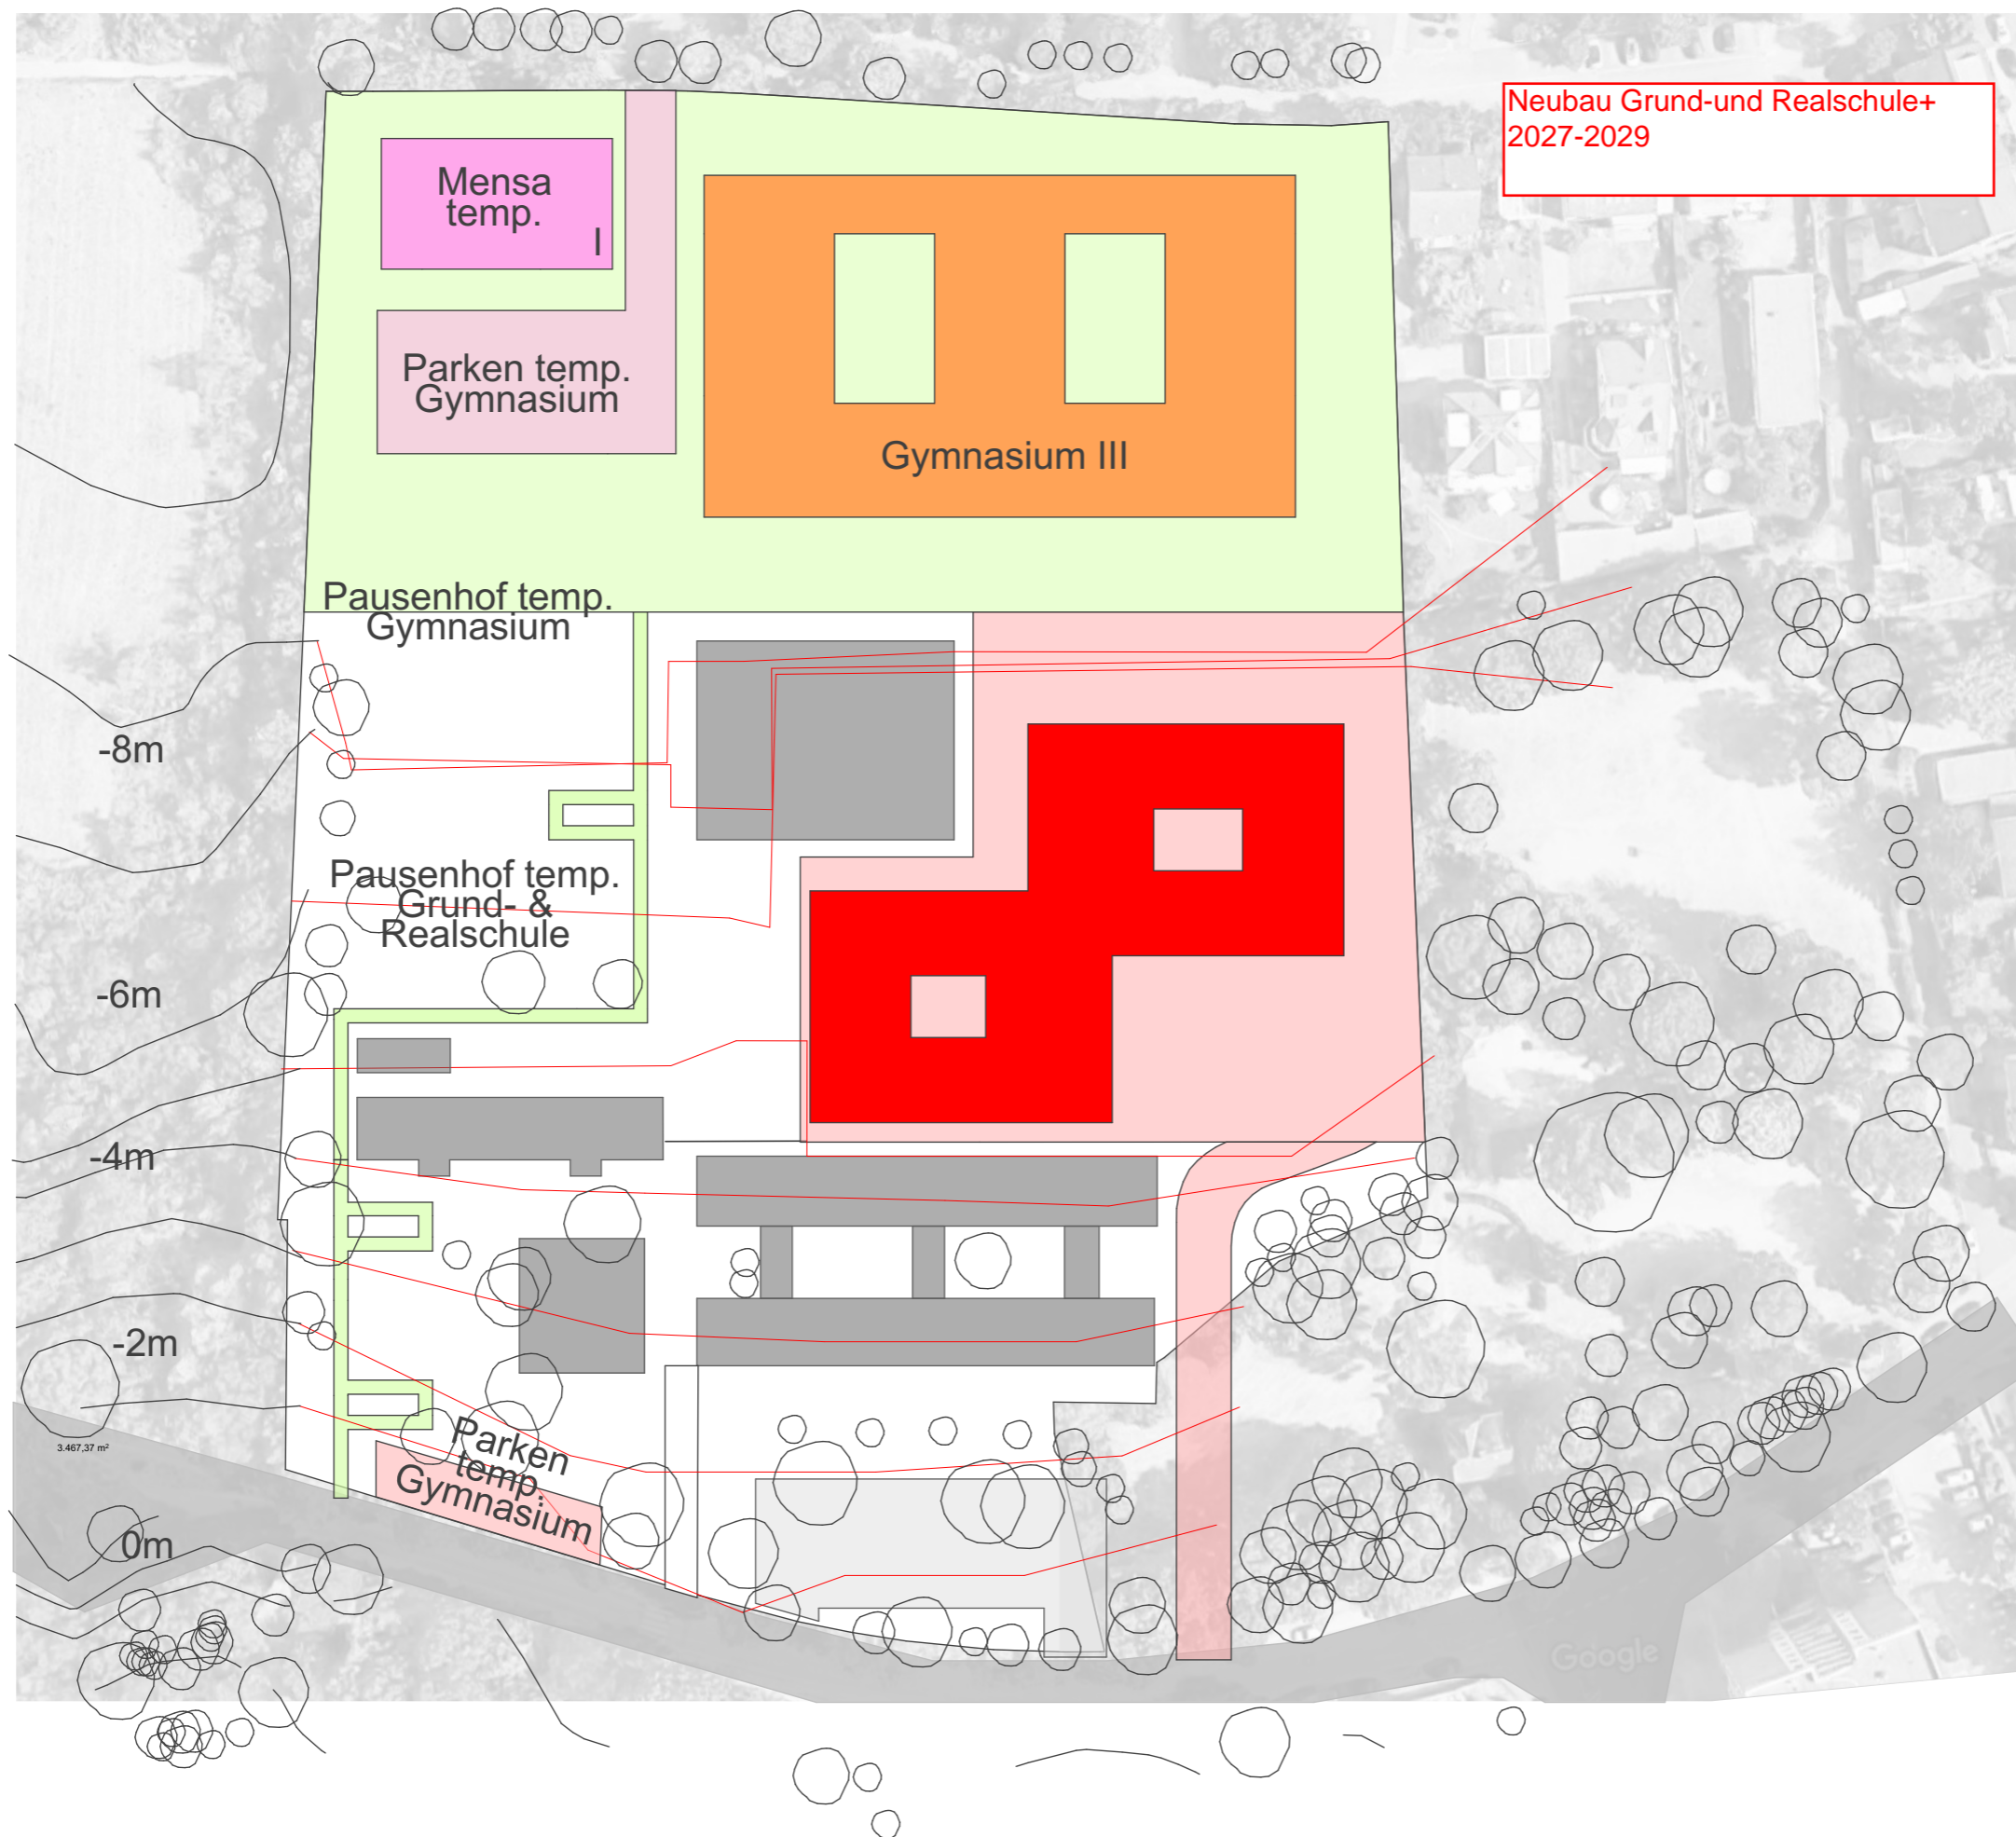 Neubau Grund-und Realschule+
2027-2029
Mensa
temp.
I
Parken temp.
Gymnasium
Gymnasium III
Pausenhof temp.
Gymnasium
-8m
Pausenhof temp.
Grund- &
Realschule
-6m
-4m
-2m
3.467,37 m²
Parken
temp.
Gymnasium
0m
Google